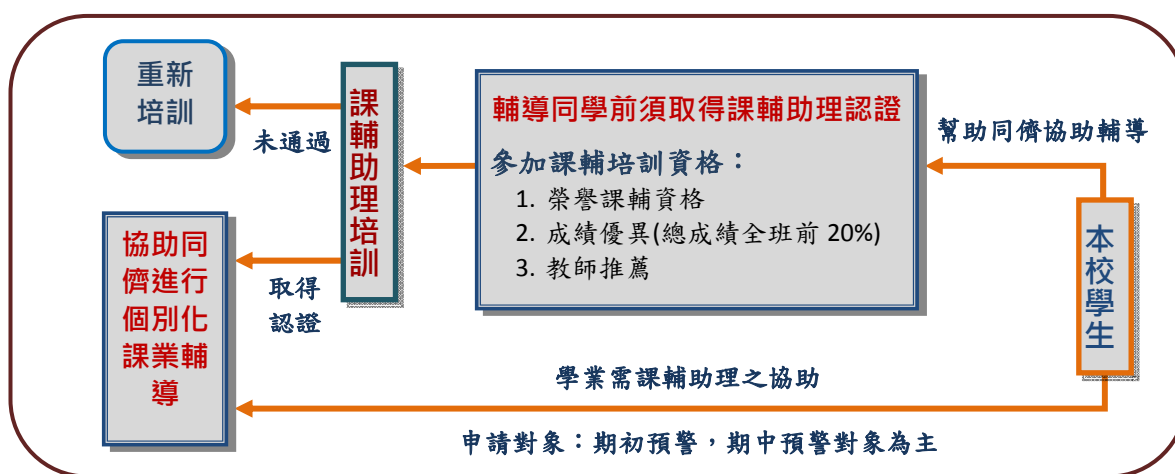 重新
培訓
未通過
課輔助理培訓
輔導同學前須取得課輔助理認證
參加課輔培訓資格：
1. 榮譽課輔資格
2. 成績優異(總成績全班前 20%)
3. 教師推薦
幫助同儕協助輔導
本校學生
協助同
儕進行
個別化
課業輔
導
取得
認證
學業需課輔助理之協助
申請對象：期初預警，期中預警對象為主